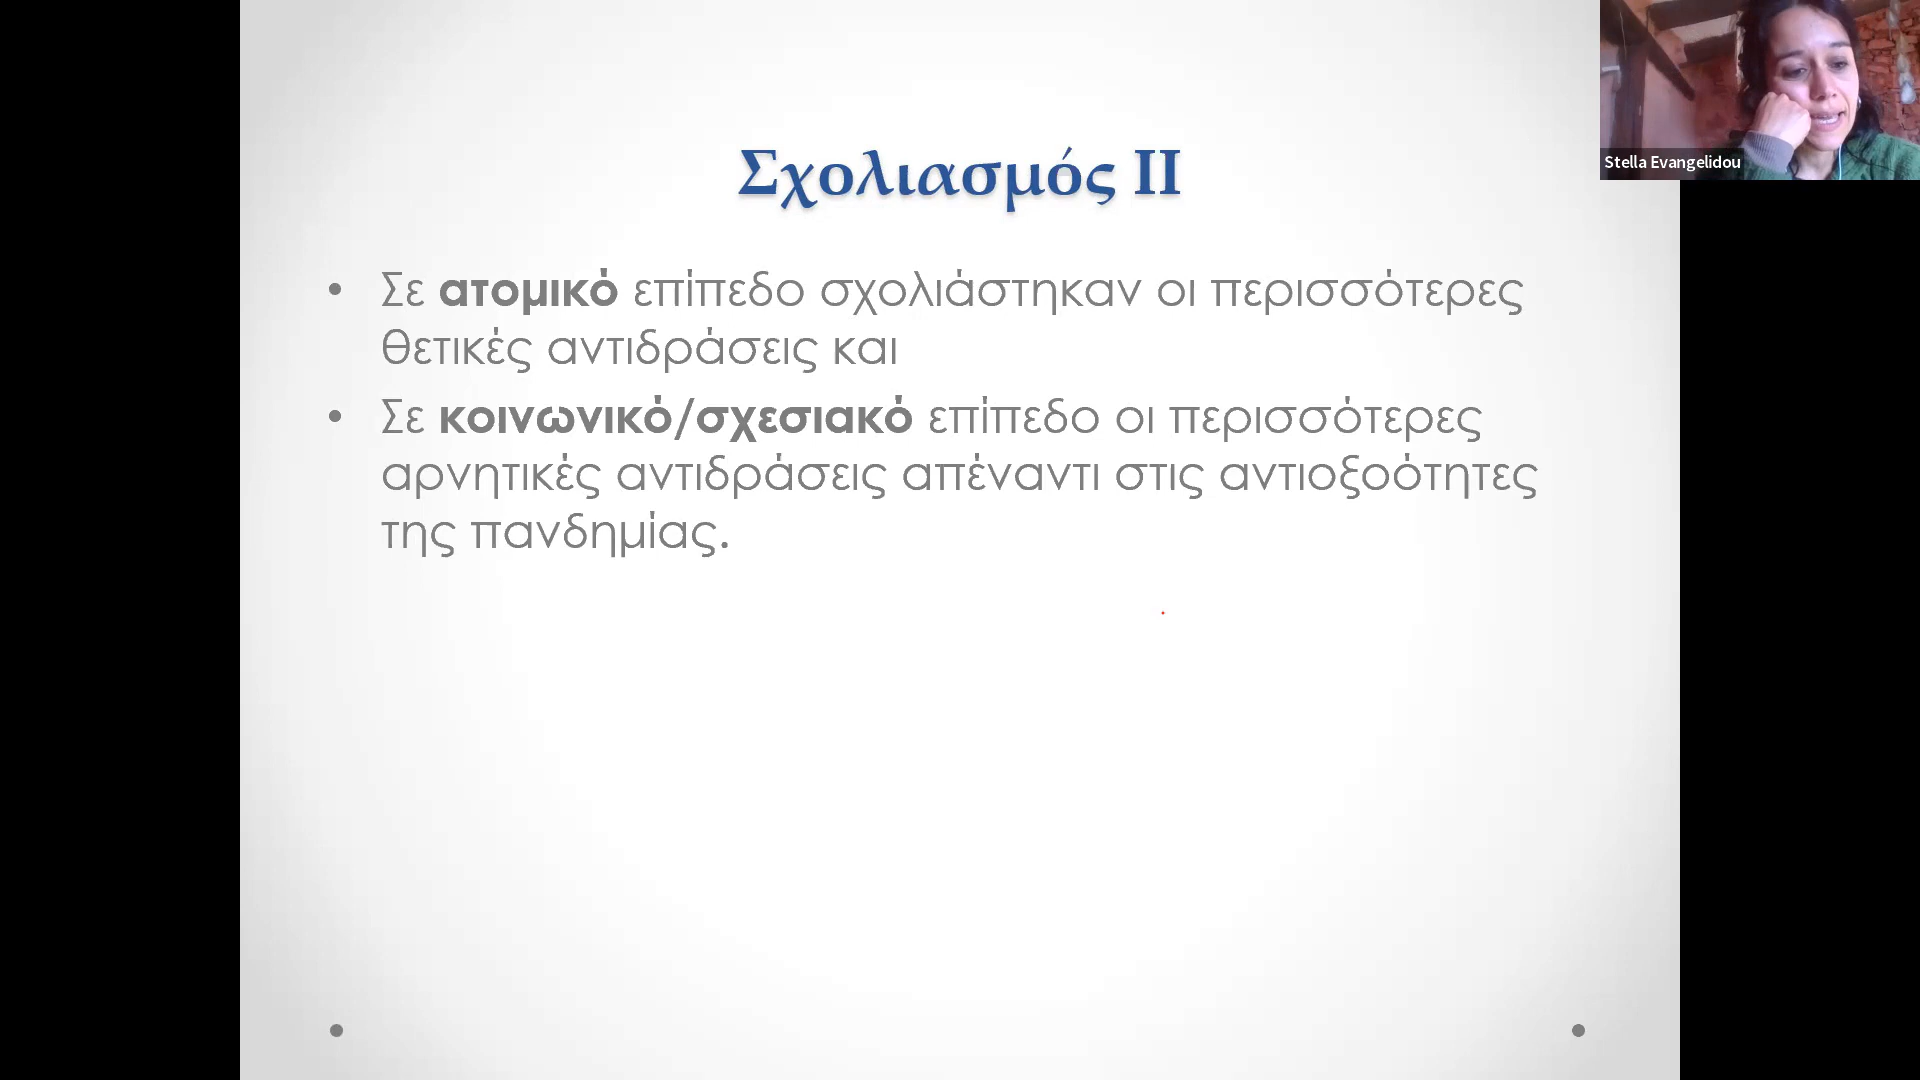 Σχολιασμός ΙΙ
• Σε ατομικό επίπεδο σχολιάστηκαν οι περισσότερες
θετικές αντιδράσεις και
• Σε κοινωνικό/σχεσιακό επίπεδο οι περισσότερες
αρνητικές αντιδράσεις απέναντι στις αντιοξοότητες
της πανδημίας.
Stella Evangelidou